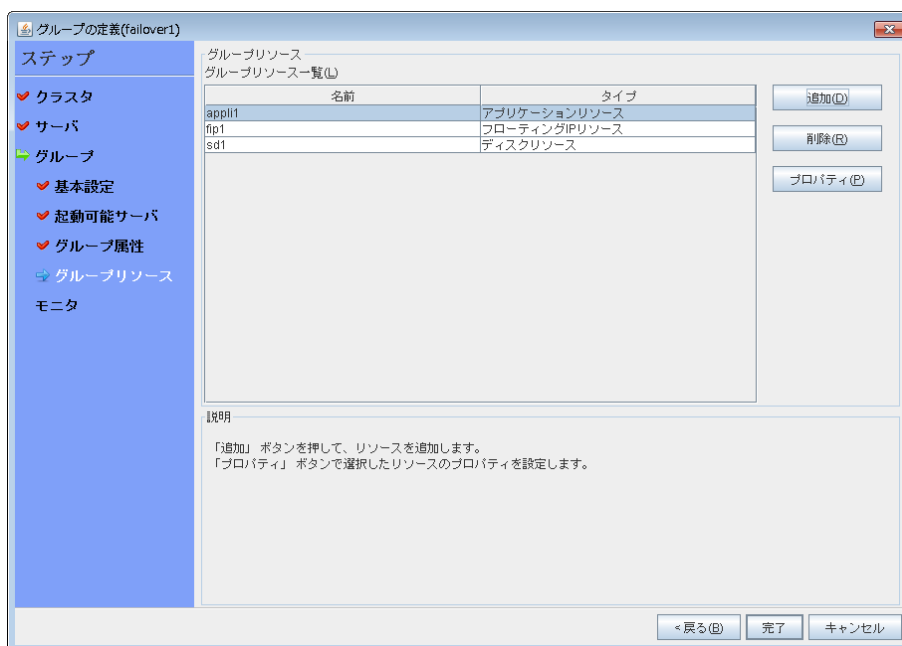 グループの定義(failover1)
ステップ
クラスタ
サーバ
グループ
基本設定
起動可能サーバ
グループ属性
グループリソース
モニタ
グループリソース
グループリソース一覧(L)
名前 タイプ
appli1 アプリケーションリソース
fip1 フローティングIPリソース
sd1 ディスクリソース
追加(D)
削除(R)
プロパティ(P)
説明
「追加」ボタンを押して、リソースを追加します。
「プロパティ」ボタンで選択したリソースのプロパティを設定します。
<戻る(B) 完了 キャンセル